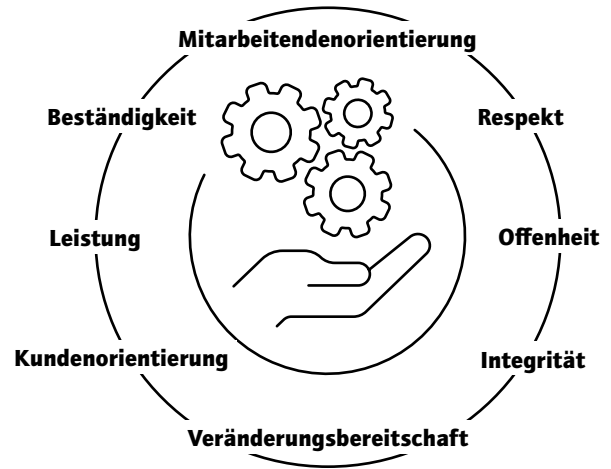 Mitarbeitendenorientierung
Beständigkeit
Respekt
Leistung
Offenheit
Kundenorientierung
Integrität
Veränderungsbereitschaft